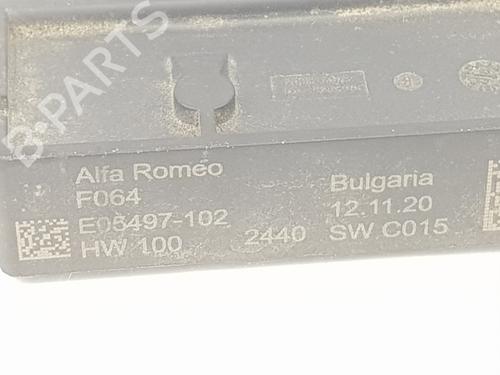 B-PARTS
Alfa Romeo
F064
E05497-102
HW 100
2440
Bulgaria
12.11.20
SW C015